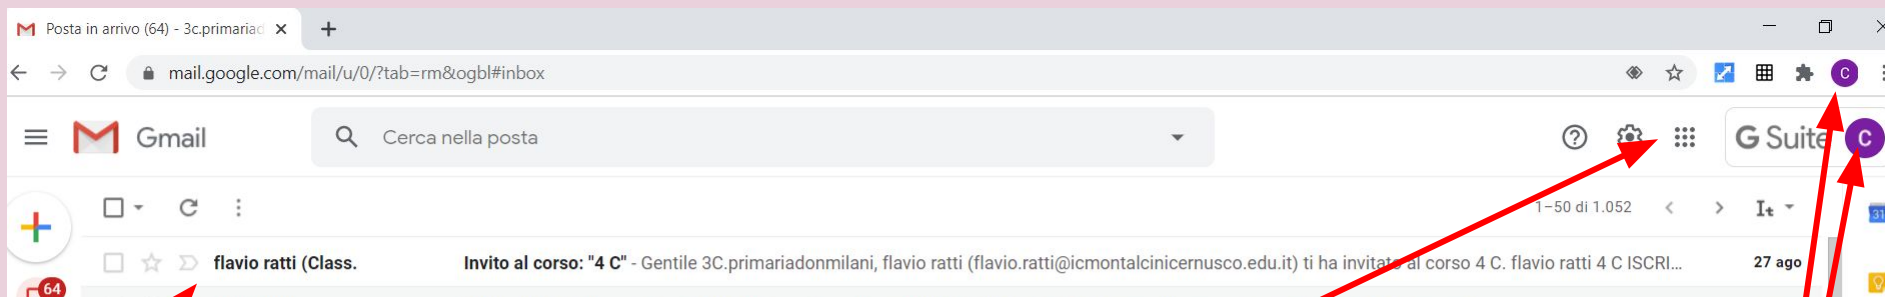 Posta in arrivo (64) - 3c.primariad
mail.google.com/mail/u/0/?tab=rm&ogbl#inbox
C
Gmail
Cerca nella posta
G Suite
C
1–50 di 1.052
31
flavio ratti (Class.
Invito al corso: "4 C" - Gentile 3C.primariadonmilani, flavio ratti (flavio.ratti@icmontalcinicernusco.edu.it) ti ha invitato al corso 4 C. flavio ratti 4 C ISCRI...
27 ago
64